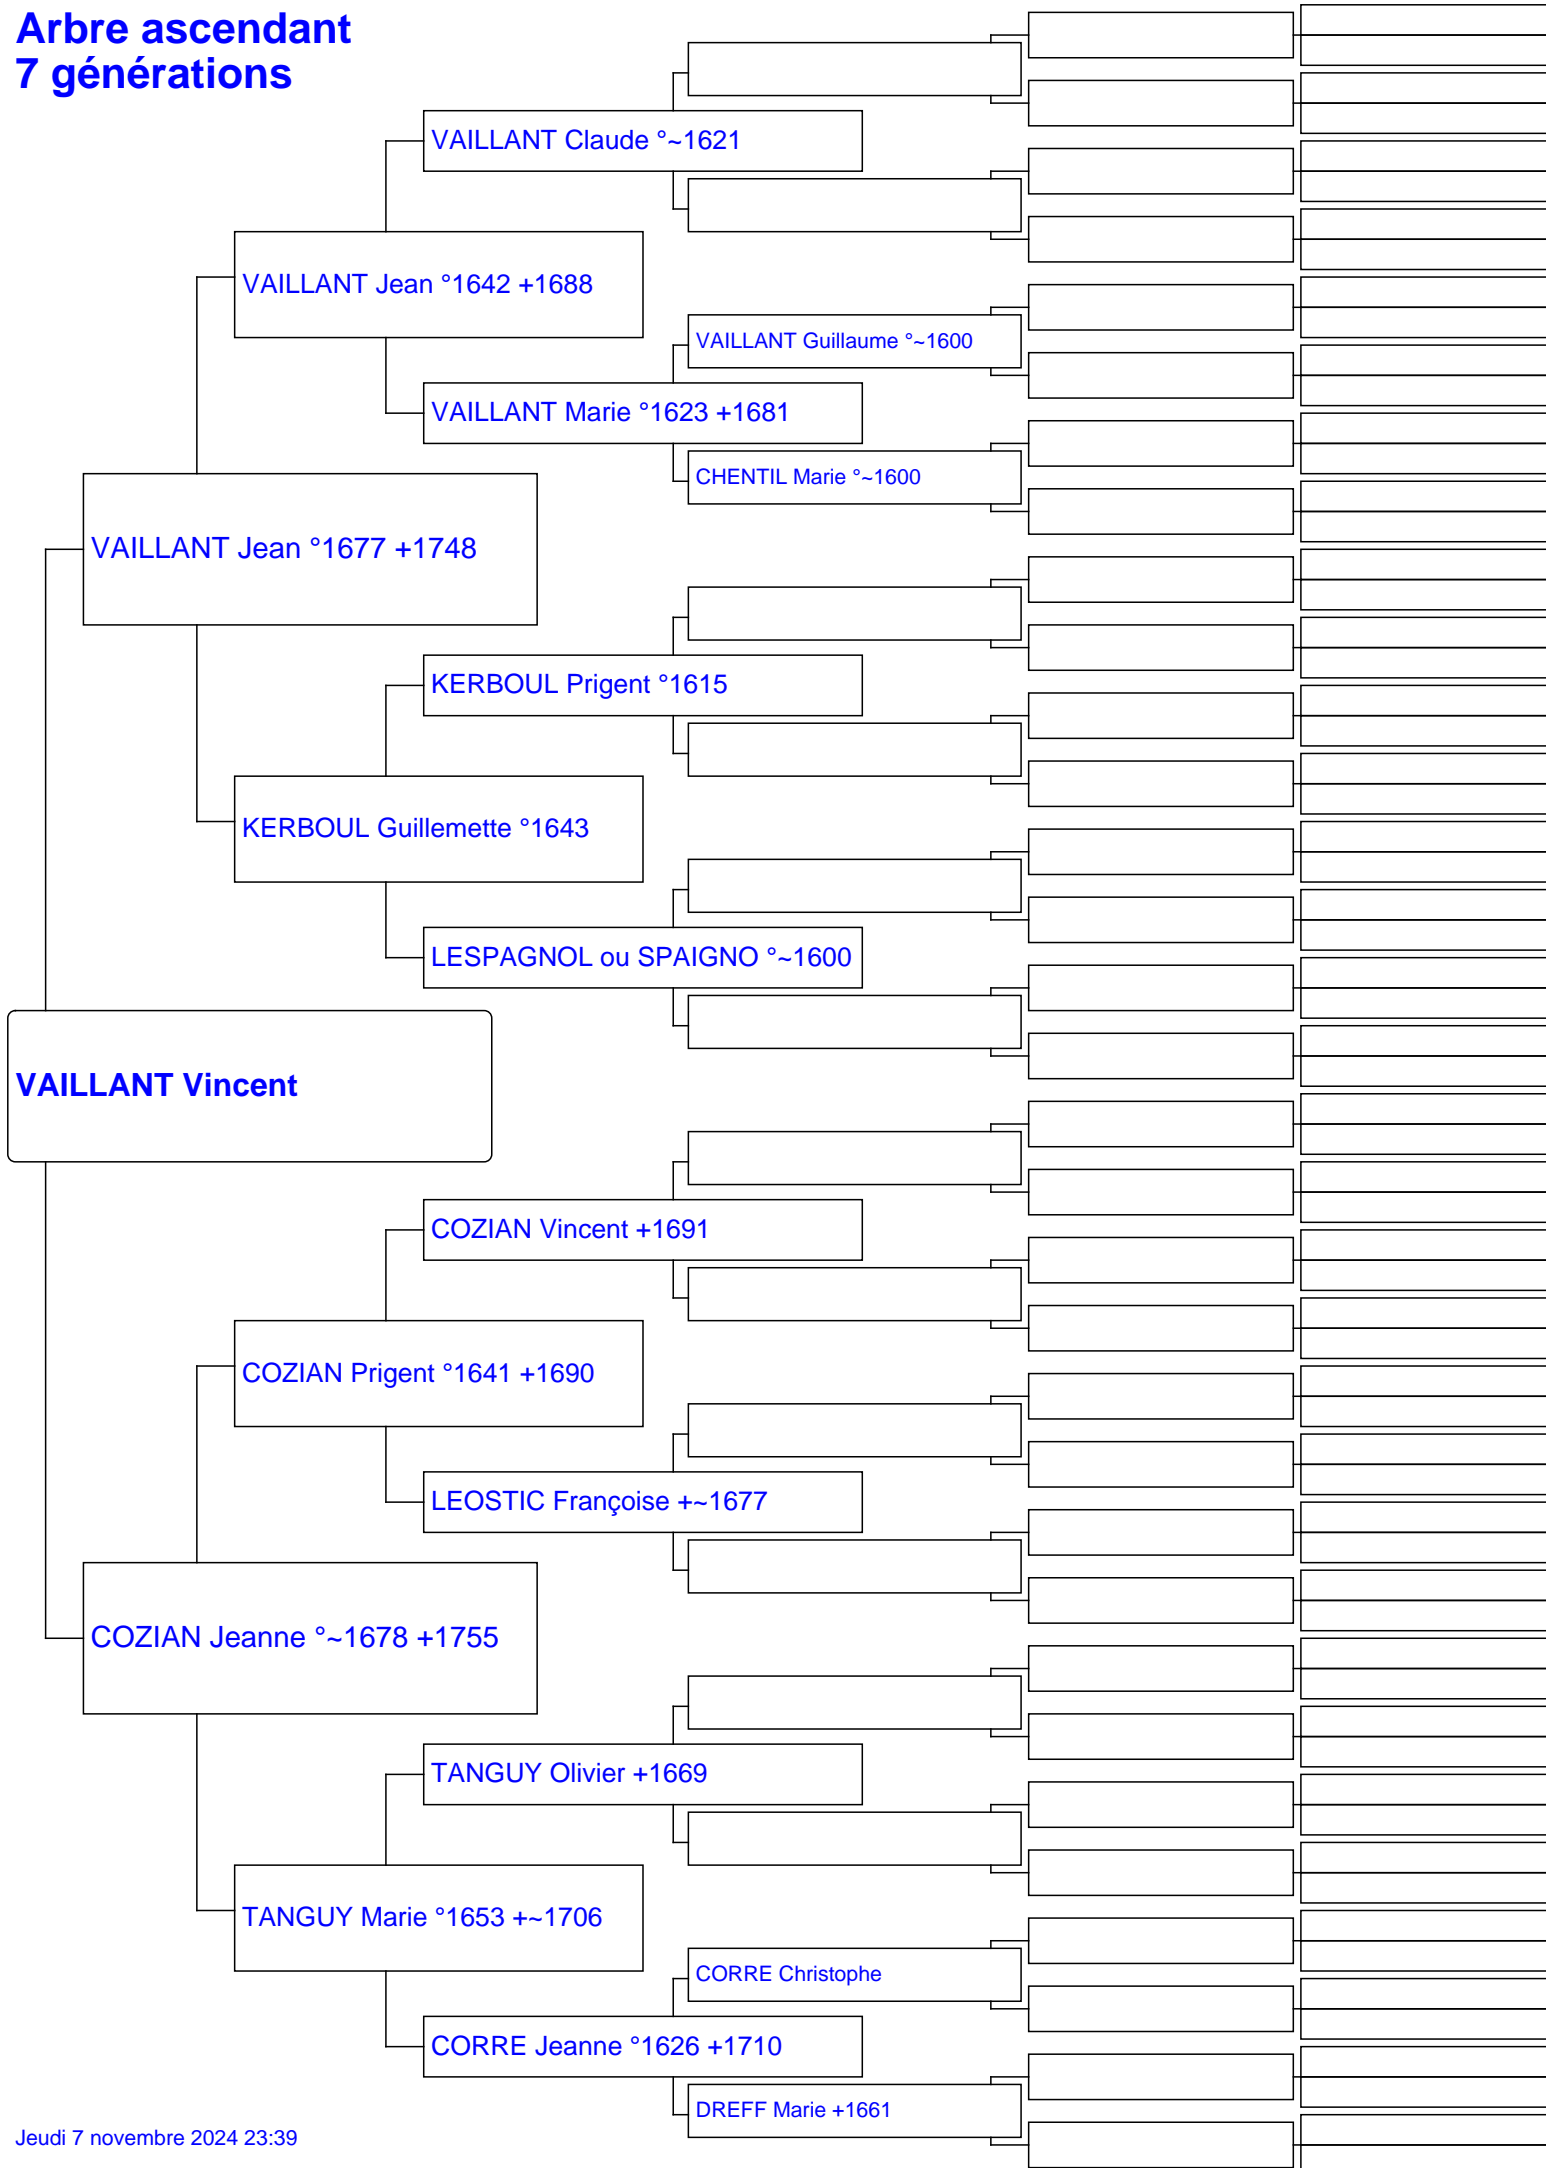 Arbre ascendant
7 générations
VAILLANT Claude °~1621
VAILLANT Jean °1642 +1688
VAILLANT Guillaume °~1600
VAILLANT Marie °1623 +1681
CHENTIL Marie °~1600
VAILLANT Jean °1677 +1748
KERBOUL Prigent °1615
KERBOUL Guillemette °1643
LESPAGNOL ou SPAIGNO °~1600
VAILLANT Vincent
COZIAN Vincent +1691
COZIAN Prigent °1641 +1690
LEOSTIC Françoise +~1677
COZIAN Jeanne °~1678 +1755
TANGUY Olivier +1669
TANGUY Marie °1653 +~1706
CORRE Christophe
CORRE Jeanne °1626 +1710
DREFF Marie +1661
Jeudi 7 novembre 2024 23:39